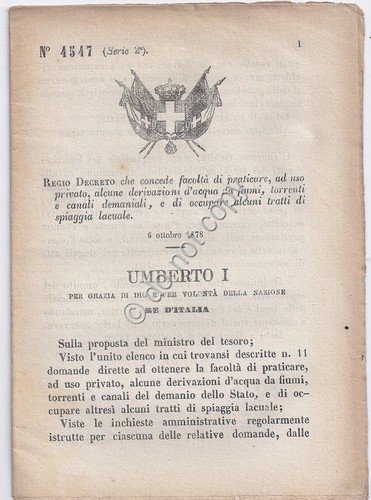 N° 4547 (Serie 2ª).
1
REGIO DECRETO che concede facoltà di praticare, ad uso
privato, alcune derivazioni d'acqua da fiumi, torrenti
e canali demaniali, e di occupare alcuni tratti di
spiaggia lacuale.
6 ottobre 1878
UMBERTO I
PER GRAZIA DI DIO E PER VOLONTÀ DELLA NAZIONE
RE D'ITALIA
Sulla proposta del ministro del tesoro;
Visto l'unito elenco in cui trovansi descritte n. 11
domande dirette ad ottenere la facoltà di praticare,
ad uso privato, alcune derivazioni d'acqua da fiumi,
torrenti e canali del demanio dello Stato, e di oc-
cupare altresì alcuni tratti di spiaggia lacuale;
Viste le inchieste amministrative regolarmente
istrutte per ciascuna delle relative domande, dalle